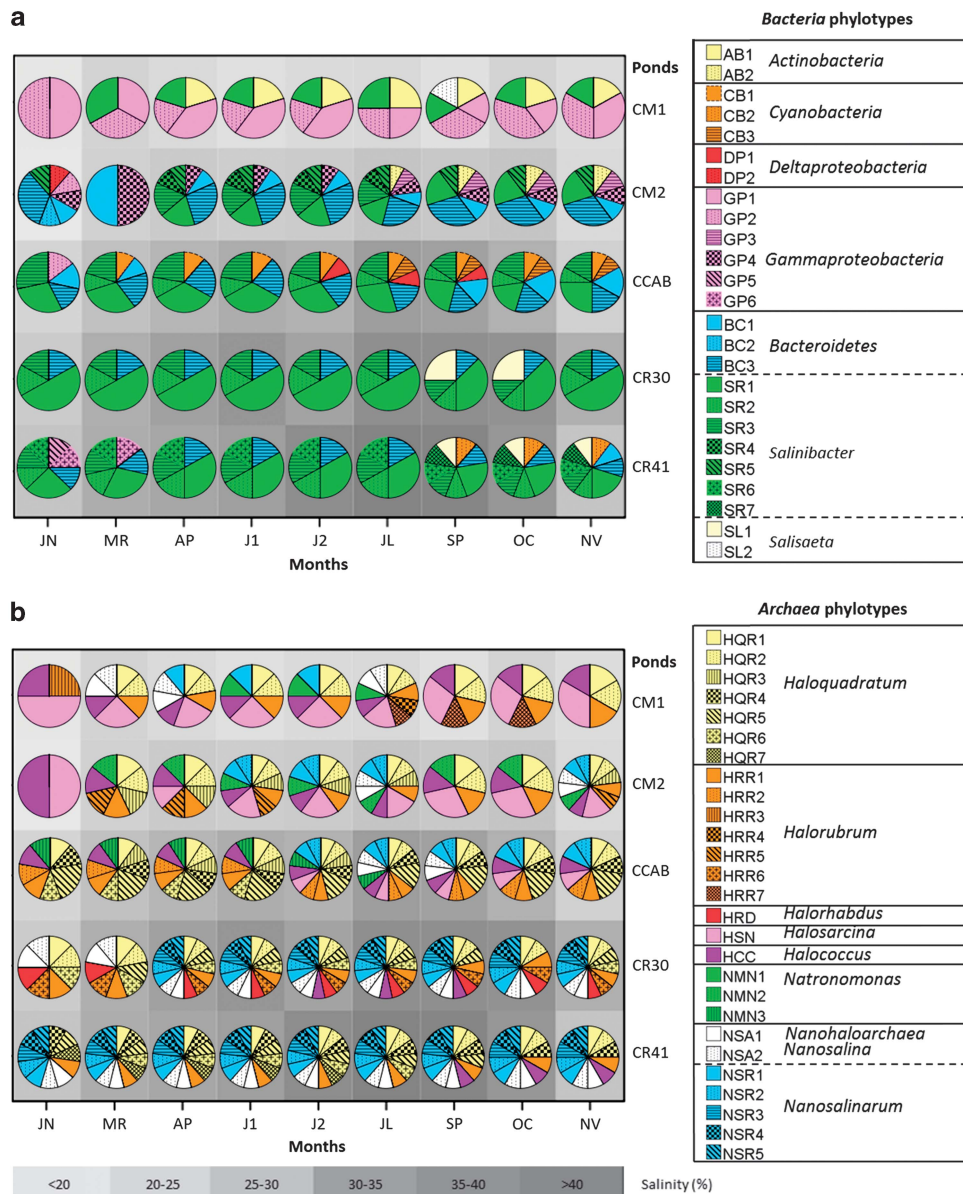 a
Bacteria phylotypes
Ponds
CM1
CM2
CCAB
CR30
CR41
JN MR AP J1 J2 JL SP OC NV
Months
AB1
AB2
Actinobacteria
CB1
CB2
CB3
Cyanobacteria
DP1
DP2
Deltaproteobacteria
GP1
GP2
GP3
GP4
GP5
GP6
Gammaproteobacteria
BC1
BC2
BC3
Bacteroidetes
SR1
SR2
SR3
SR4
SR5
SR6
SR7
Salinibacter
SL1
SL2
Salisaeta
b
Archaea phylotypes
Ponds
CM1
CM2
CCAB
CR30
CR41
JN MR AP J1 J2 JL SP OC NV
Months
HQR1
HQR2
HQR3
HQR4
HQR5
HQR6
HQR7
Haloquadratum
HRR1
HRR2
HRR3
HRR4
HRR5
HRR6
HRR7
Halorubrum
HRD Halorhabdus
HSN Halosarcina
HCC Halococcus
NMN1
NMN2
NMN3
Natronomonas
NSA1
NSA2
Nanohaloarchaea
Nanosalina
NSR1
NSR2
NSR3
NSR4
NSR5
Nanosalinarum
<20 20-25 25-30 30-35 35-40 >40 Salinity (%)